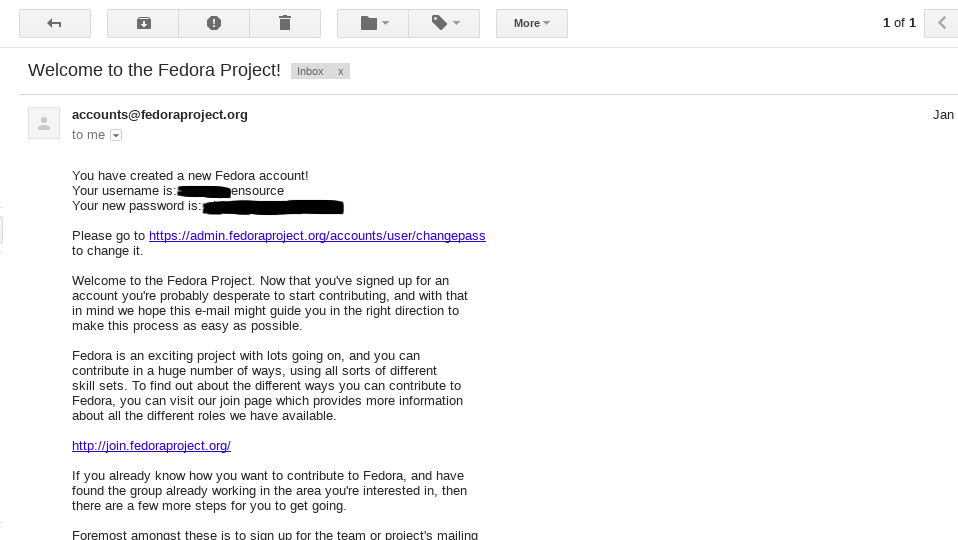 More
1 of 1
Welcome to the Fedora Project!
Inbox x
accounts@fedoraproject.org
Jan
to me
You have created a new Fedora account!
Your username is: ensource
Your new password is:
Please go to https://admin.fedoraproject.org/accounts/user/changepass
to change it.
Welcome to the Fedora Project. Now that you've signed up for an
account you're probably desperate to start contributing, and with that
in mind we hope this e-mail might guide you in the right direction to
make this process as easy as possible.
Fedora is an exciting project with lots going on, and you can
contribute in a huge number of ways, using all sorts of different
skill sets. To find out about the different ways you can contribute to
Fedora, you can visit our join page which provides more information
about all the different roles we have available.
http://join.fedoraproject.org/
If you already know how you want to contribute to Fedora, and have
found the group already working in the area you're interested in, then
there are a few more steps for you to get going.
Foremost amongst these is to sign up for the team or project's mailing